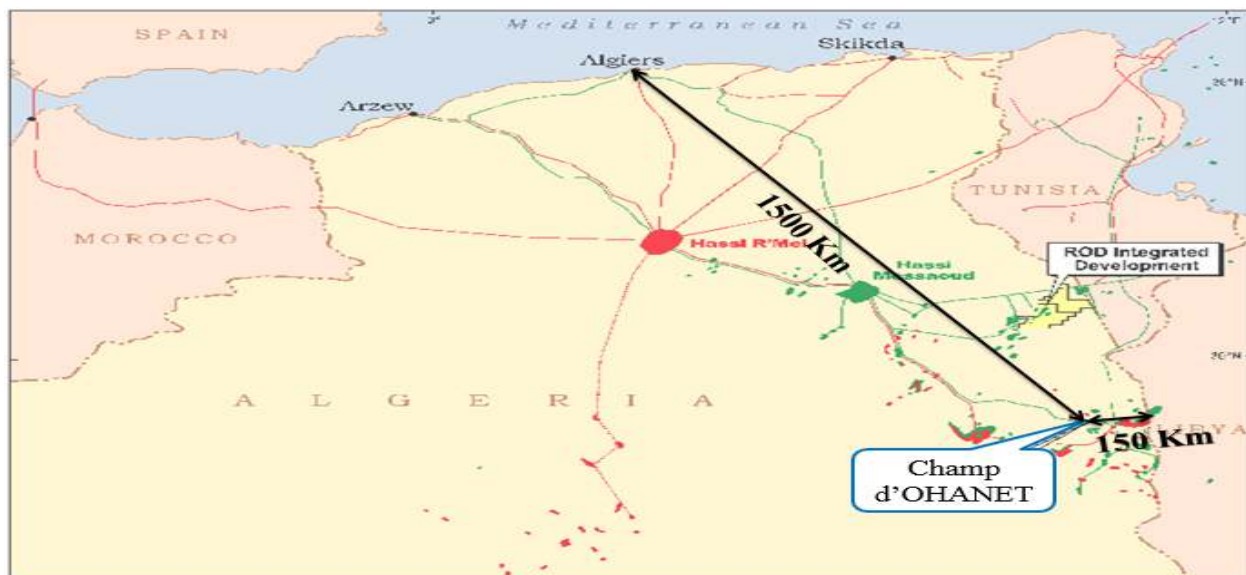 Mediterranean Sea
SPAIN
Skikda
Algiers
Arzew
TUNISIA
MOROCCO
1500 Km
Hassi R'Mel
Hassi
Messaoud
ROD Integrated
Development
ALGERIA
150 Km
Champ
d'OHANET